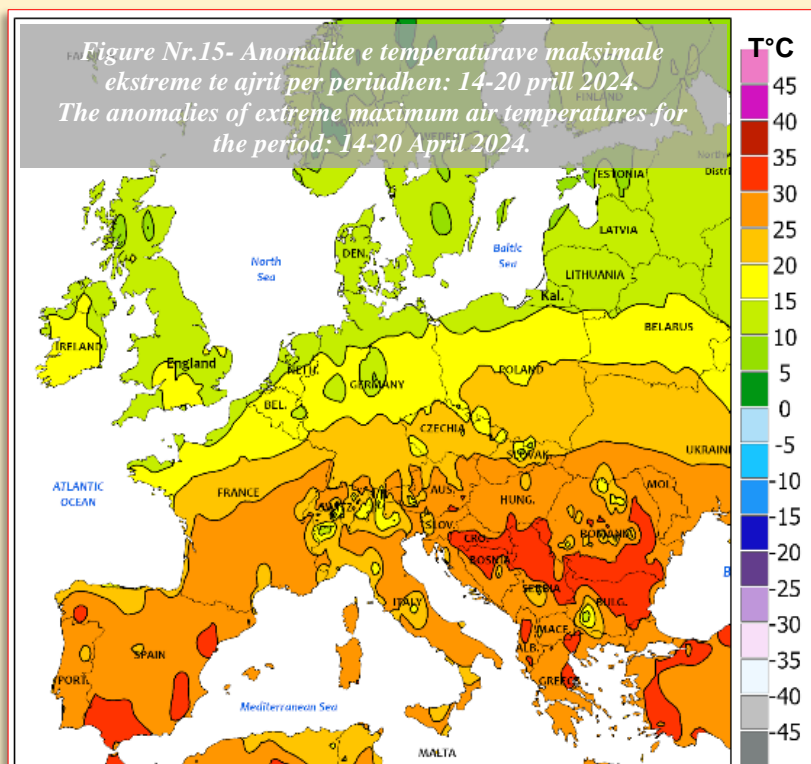 Figure Nr.15- Anomalite e temperaturave maksimale
ekstreme te ajrit per periudhen: 14-20 prill 2024.
The anomalies of extreme maximum air temperatures for
the period: 14-20 April 2024.
T°C
45
40
35
30
25
20
15
10
5
0
-5
-10
-15
-20
-25
-30
-35
-40
-45
FINLAND
ESTONIA
Distri
LATVIA
LITHUANIA
Kal.
BELARUS
DEN.
North
Sea
Baltic
Sea
IRELAND
England
NETH.
BEL.
GERMANY
POLAND
CZECHIA
SLOVAK.
UKRAIN
ATLANTIC
OCEAN
FRANCE
AUS.
HUNG.
MOL.
SLOV.
CRO.
BOSNIA
ROMANIA
SERBIA
BULG.
B
ITALY
MACE.
ALB.
GREECE
SPAIN
PORT.
Mediterranean Sea
MALTA